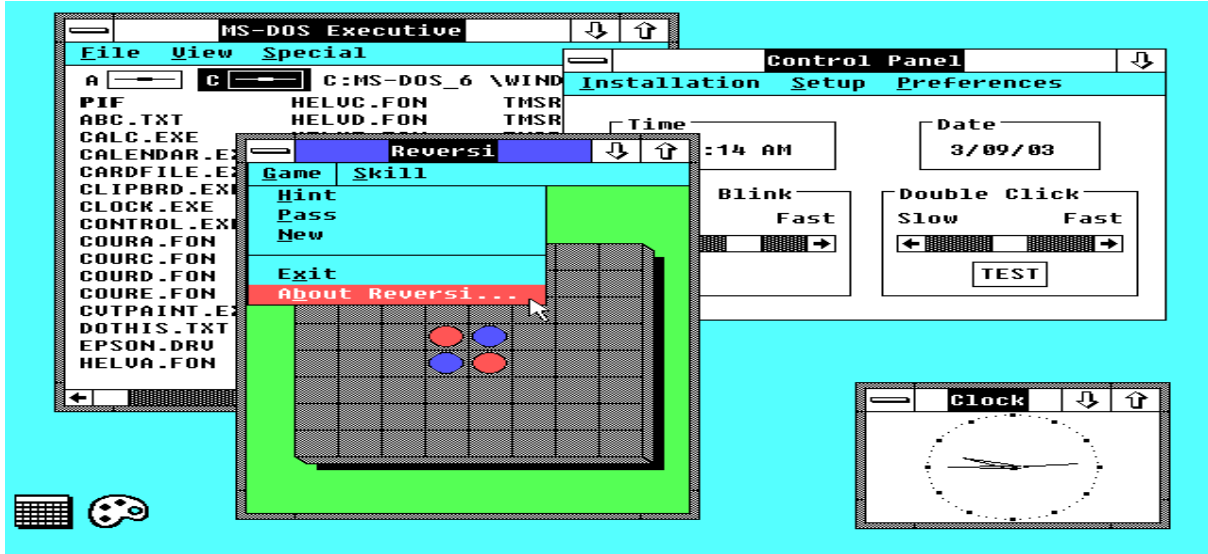 MS-DOS Executive
File View Special
A C C:MS-DOS_6 \WIND
PIF HELVC.FON TMSR
ABC.TXT HELVD.FON TMSR
CALC.EXE
CALENDAR.E
CARDFILE.E
CLIPBRD.EX
CLOCK.EXE
CONTROL.EX
COURA.FON
COURC.FON
COURD.FON
COURE.FON
CVTPAINT.E
DOTHIS.TXT
EPSON.DRV
HELVA.FON
Control Panel
Installation Setup Preferences
Time
:14 AM
Date
3/09/03
Blink
Fast
Double Click
Slow Fast
TEST
Reversi
Game Skill
Hint
Pass
New
Exit
About Reversi...
Clock